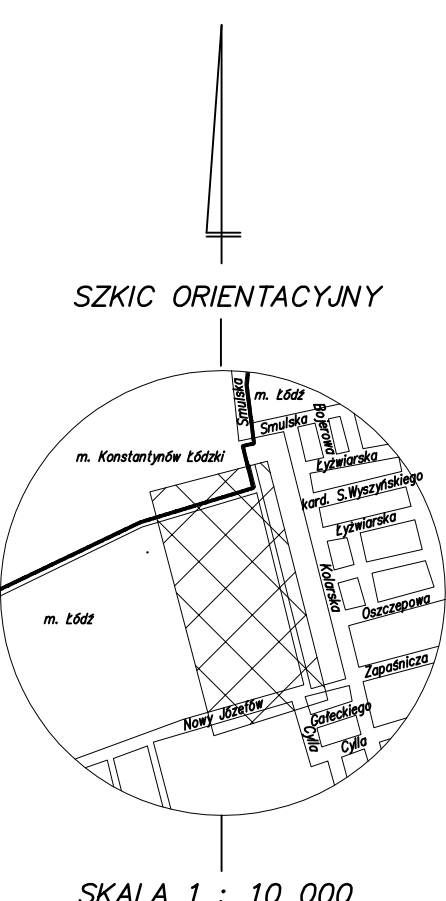 SZKIC ORIENTACYJNY
Smulska
m. Łódź
Smulska
Bojerowa
m. Konstantynów Łódzki
Łyżwiarska
kard. S.Wyszyńskiego
Łyżwiarska
Kolarska
Oszczepowa
m. Łódź
Zapaśnicza
Nowy Józefów
Gałeckiego
Cylla
Cylla
SKALA 1 : 10 000